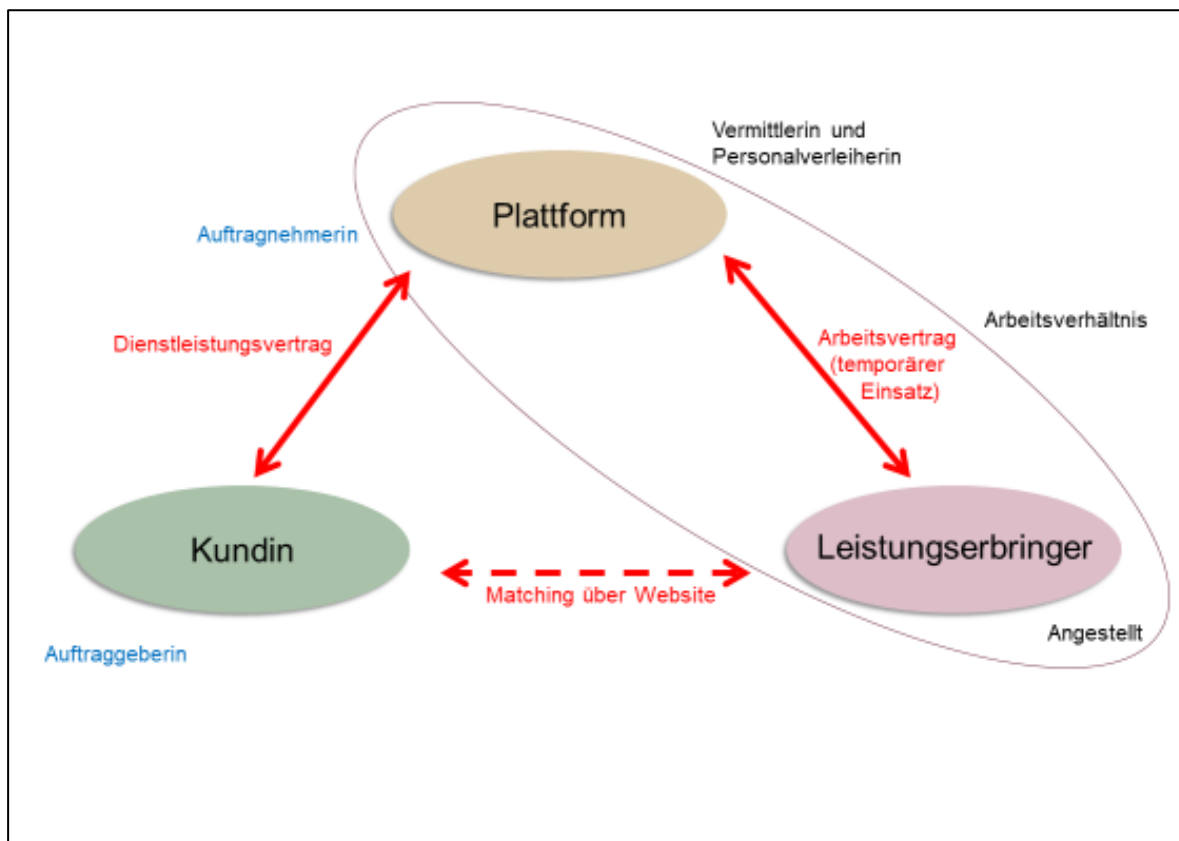 Vermittlerin und
Personalverleiherin
Plattform
Auftragnehmerin
Arbeitsverhältnis
Dienstleistungsvertrag
Arbeitsvertrag
(temporärer
Einsatz)
Kundin
Leistungserbringer
Matching über Website
Angestellt
Auftraggeberin